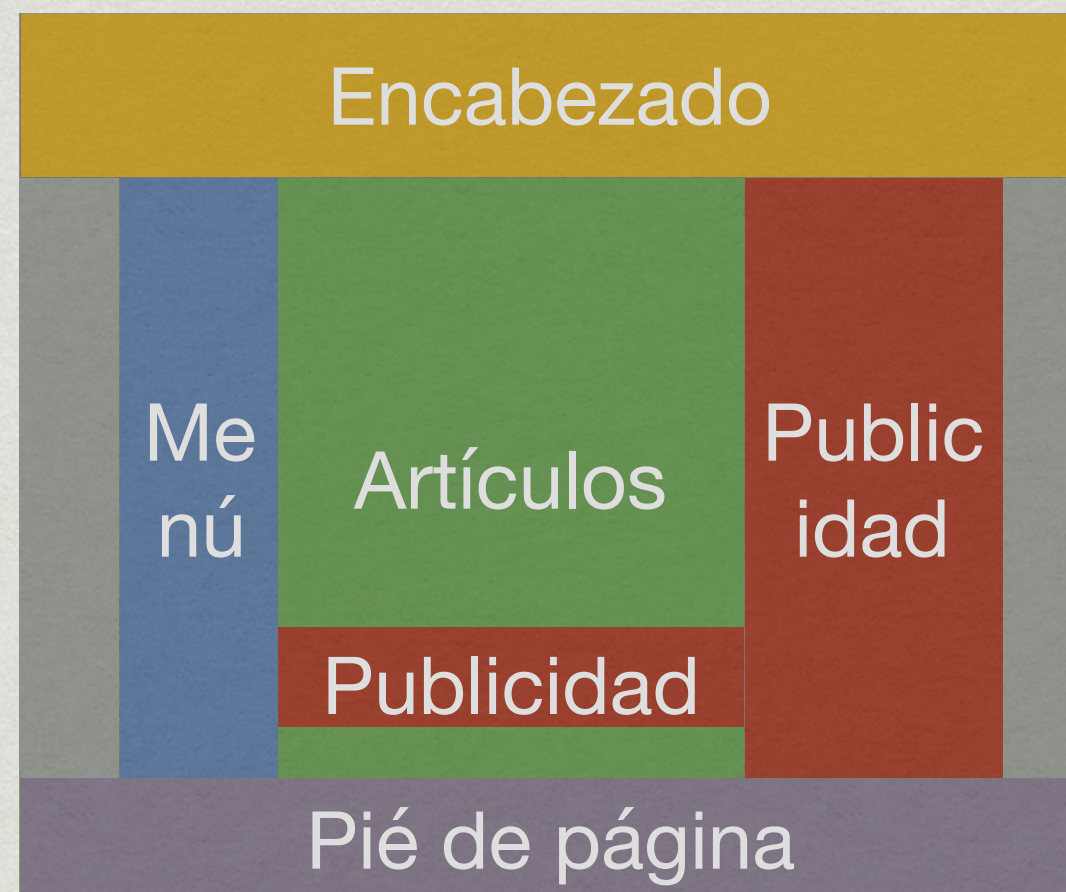 Encabezado
Me
nú
Artículos
Public
idad
Publicidad
Pié de página